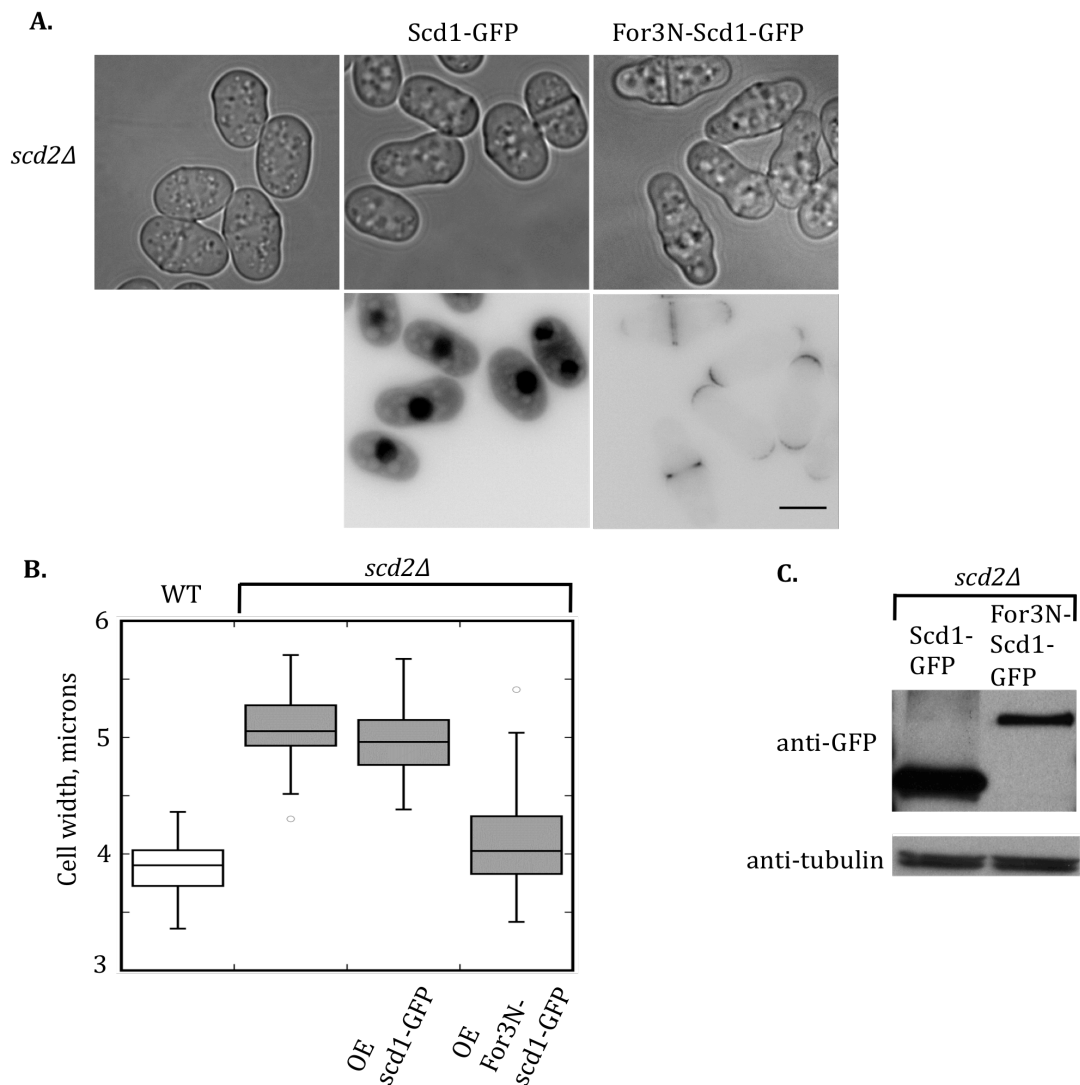 A.
Scd1-GFP
For3N-Scd1-GFP
scd2Δ
B.
scd2Δ
WT
6
5
4
3
Cell width, microns
OE
scd1-GFP
OE
For3N-
scd1-GFP
C.
scd2Δ
Scd1-
GFP
For3N-
Scd1-
GFP
anti-GFP
anti-tubulin